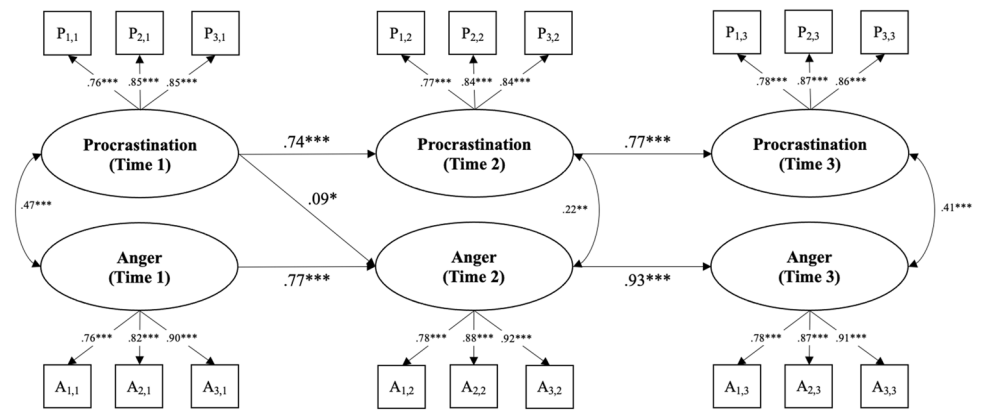 P1,1 P2,1 P3,1 P1,2 P2,2 P3,2 P1,3 P2,3 P3,3
.76*** .85*** .85*** .77*** .84*** .84*** .78*** .87*** .86***
Procrastination
(Time 1)
.74***
Procrastination
(Time 2)
.77***
Procrastination
(Time 3)
.47***
.09*
.22**
.41***
Anger
(Time 1)
.77***
Anger
(Time 2)
.93***
Anger
(Time 3)
.76*** .82*** .90*** .78*** .88*** .92*** .78*** .87*** .91***
A1,1 A2,1 A3,1 A1,2 A2,2 A3,2 A1,3 A2,3 A3,3